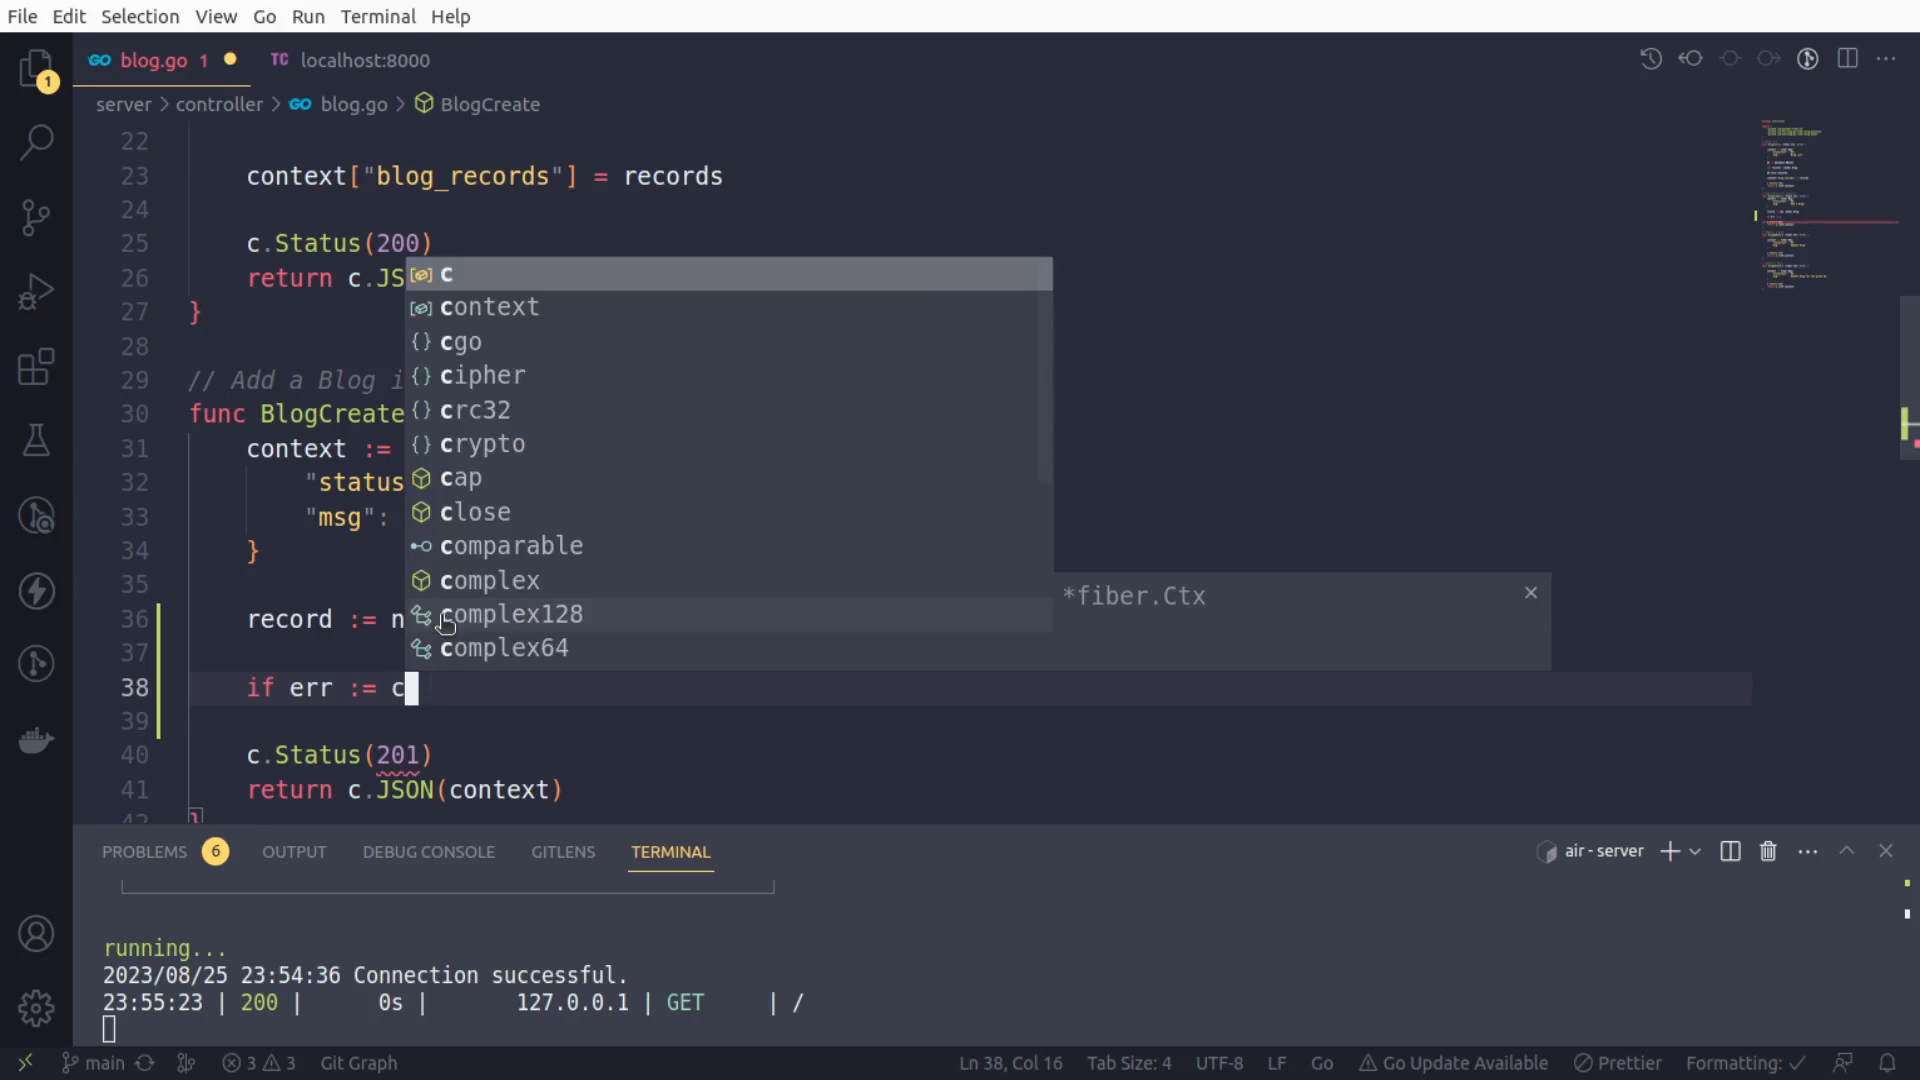 File Edit Selection View Go Run Terminal Help
GO blog.go 1 TC localhost:8000
server > controller > GO blog.go > BlogCreate
22
23 context["blog_records"] = records
24
25 c.Status(200)
26 return c.JS
27 }
28
29 // Add a Blog i
30 func BlogCreate
31 context :=
32 "status
33 "msg":
34 }
35
36 record := n
37
38 if err := c
39
40 c.Status(201)
41 return c.JSON(context)
42 }
c
context
cgo
cipher
crc32
crypto
cap
close
comparable
complex
complex128
complex64
*fiber.Ctx
1
PROBLEMS 6 OUTPUT DEBUG CONSOLE GITLENS TERMINAL air - server
running...
2023/08/25 23:54:36 Connection successful.
23:55:23 | 200 | 0s | 127.0.0.1 | GET | /
main 3 3 Git Graph Ln 38, Col 16 Tab Size: 4 UTF-8 LF Go Go Update Available Prettier Formatting: ✓